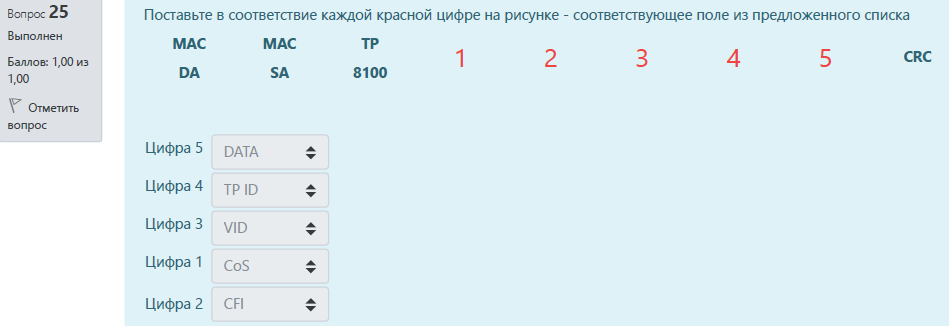 Вопрос 25
Выполнен
Баллов: 1,00 из
1,00
Отметить
вопрос
Поставьте в соответствие каждой красной цифре на рисунке - соответствующее поле из предложенного списка
MAC MAC TP
DA SA 8100
1 2 3 4 5 CRC
Цифра 5 DATA
Цифра 4 TP ID
Цифра 3 VID
Цифра 1 CoS
Цифра 2 CFI